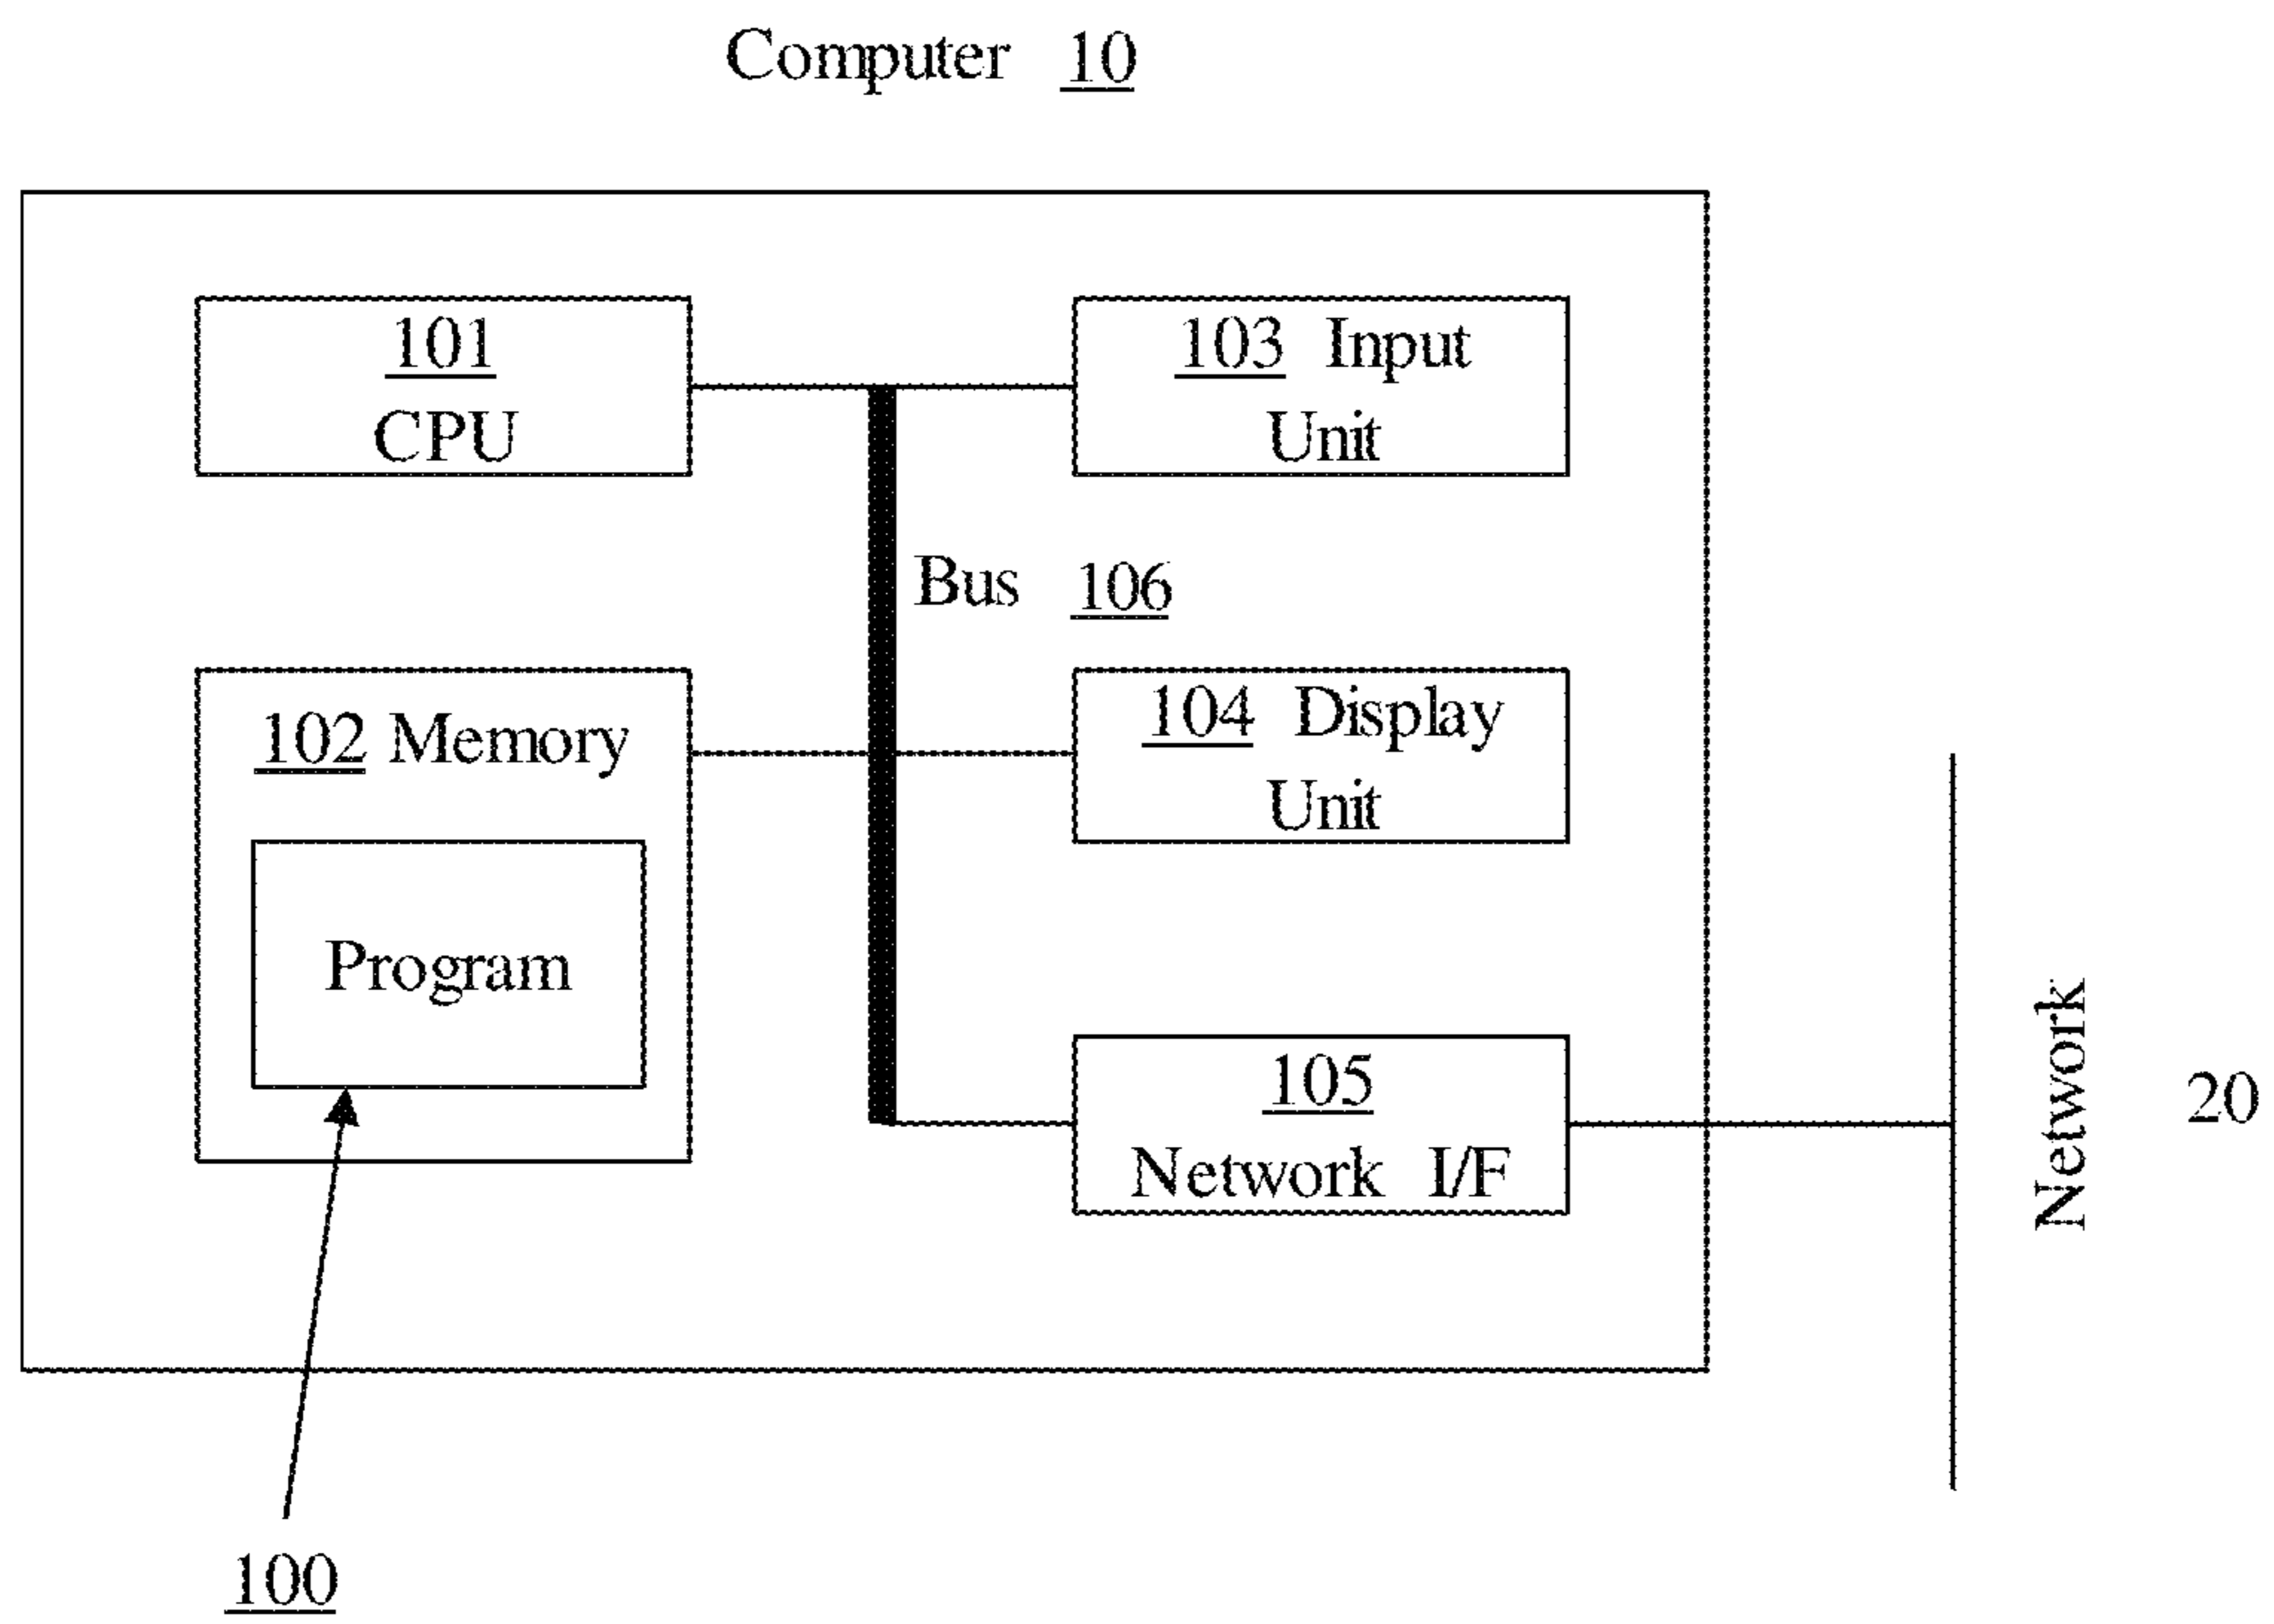 Computer 10
101
CPU
103 Input
Unit
Bus 106
102 Memory
104 Display
Unit
Program
105
Network I/F
Network
20
100